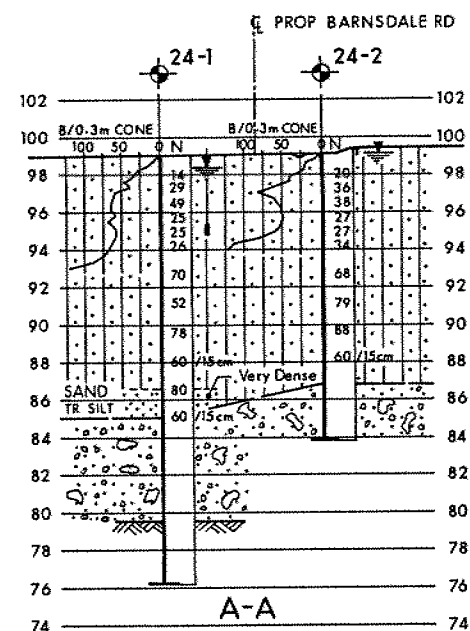 ℄ PROP BARNSDALE RD
24-1 24-2
102 102
100 100
B/0.3m CONE B/0.3m CONE
100 50 0 N 100 50 0 N
98 14 20 98
29 36
49 38
96 25 27 96
25 27
94 26 34 94
70 68
92 52 79 92
90 78 88 90
88 60 /15cm 60 /15cm 88
SAND 80 Very Dense
86 86
TR SILT 60 /15cm
84 84
82 82
80 80
78 78
76 76
A-A
74 74